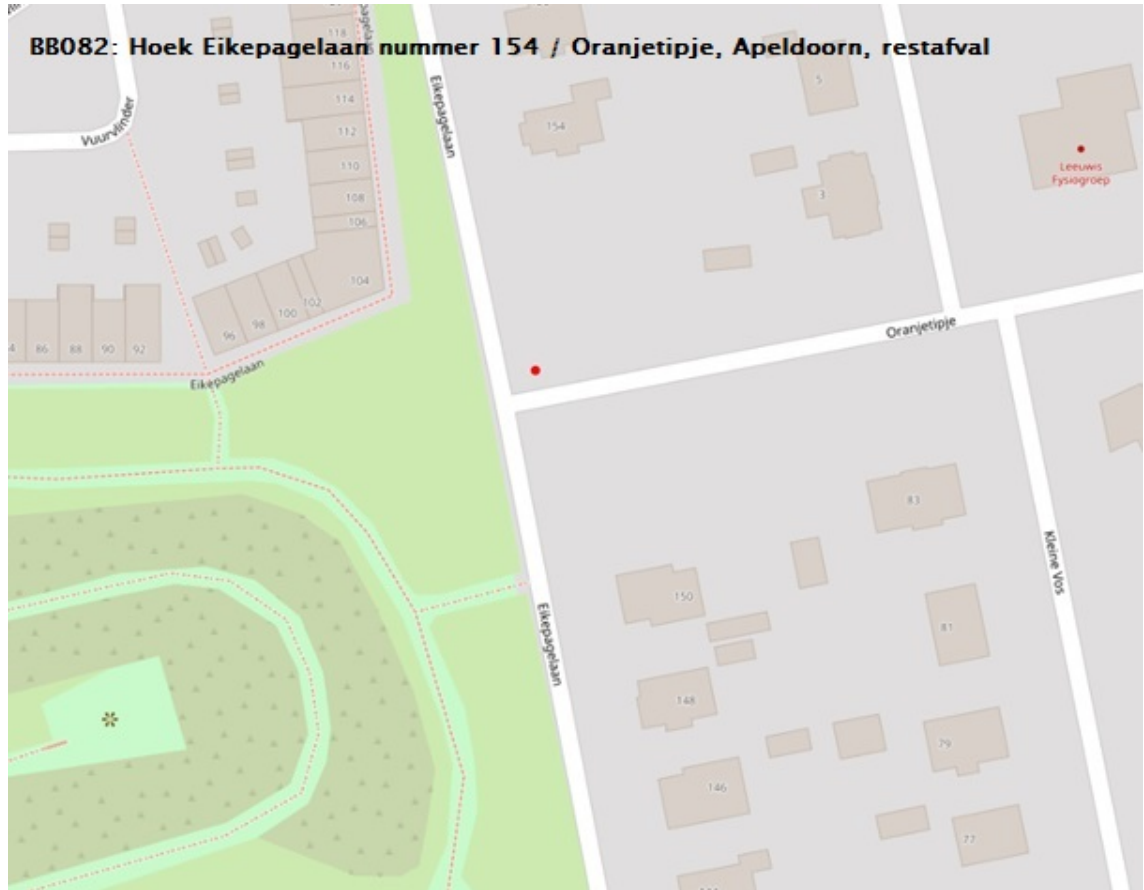 BB082: Hoek Eikepagelaan nummer 154 / Oranjetipje, Apeldoorn, restafval
118
116
114
112
110
108
106
104
102
100
98
96
Vuurvlinder
Eikepagelaan
154
5
3
Leeuwis
Fysiogroep
86
88
90
92
Eikepagelaan
Oranjetipje
83
150
81
148
79
146
77
Eikepagelaan
Kleine Vos